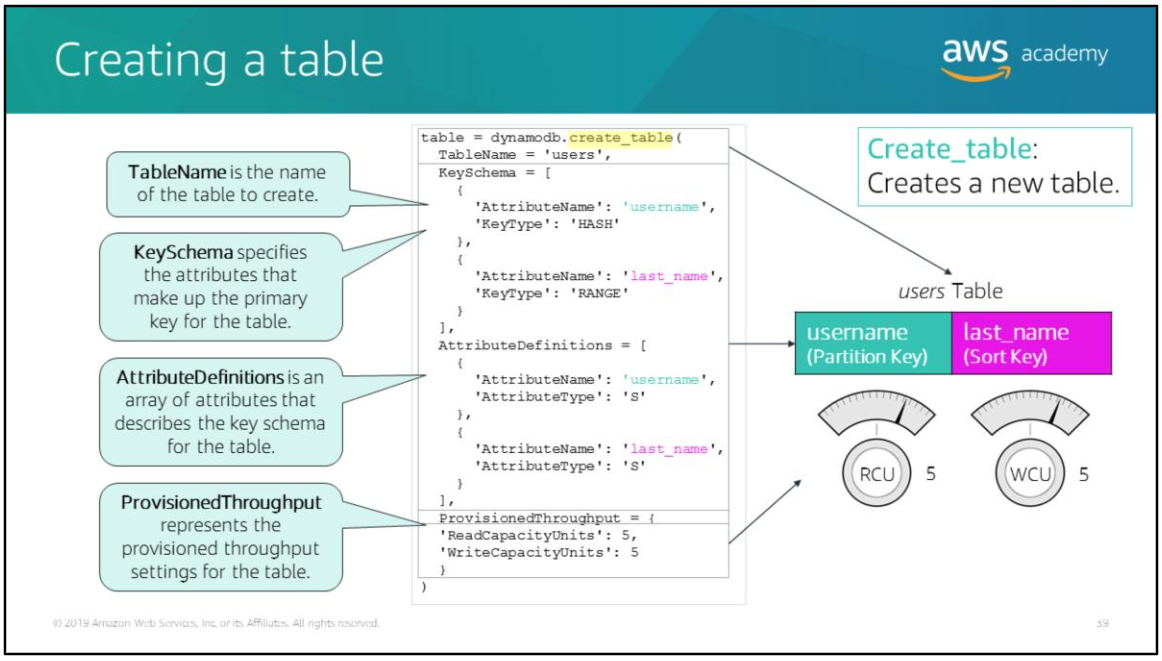 Creating a table
aws academy
TableName is the name
of the table to create.
KeySchema specifies
the attributes that
make up the primary
key for the table.
AttributeDefinitions is an
array of attributes that
describes the key schema
for the table.
ProvisionedThroughput
represents the
provisioned throughput
settings for the table.
table = dynamodb.create_table(
TableName = 'users',
KeySchema = [
{
'AttributeName': 'username',
'KeyType': 'HASH'
},
{
'AttributeName': 'last_name',
'KeyType': 'RANGE'
}
],
AttributeDefinitions = [
{
'AttributeName': 'username',
'AttributeType': 'S'
},
{
'AttributeName': 'last_name',
'AttributeType': 'S'
}
],
ProvisionedThroughput = {
'ReadCapacityUnits': 5,
'WriteCapacityUnits': 5
}
)
Create_table:
Creates a new table.
users Table
username
(Partition Key)
last_name
(Sort Key)
RCU 5
WCU 5
© 2019 Amazon Web Services, Inc. or its Affiliates. All rights reserved.
39